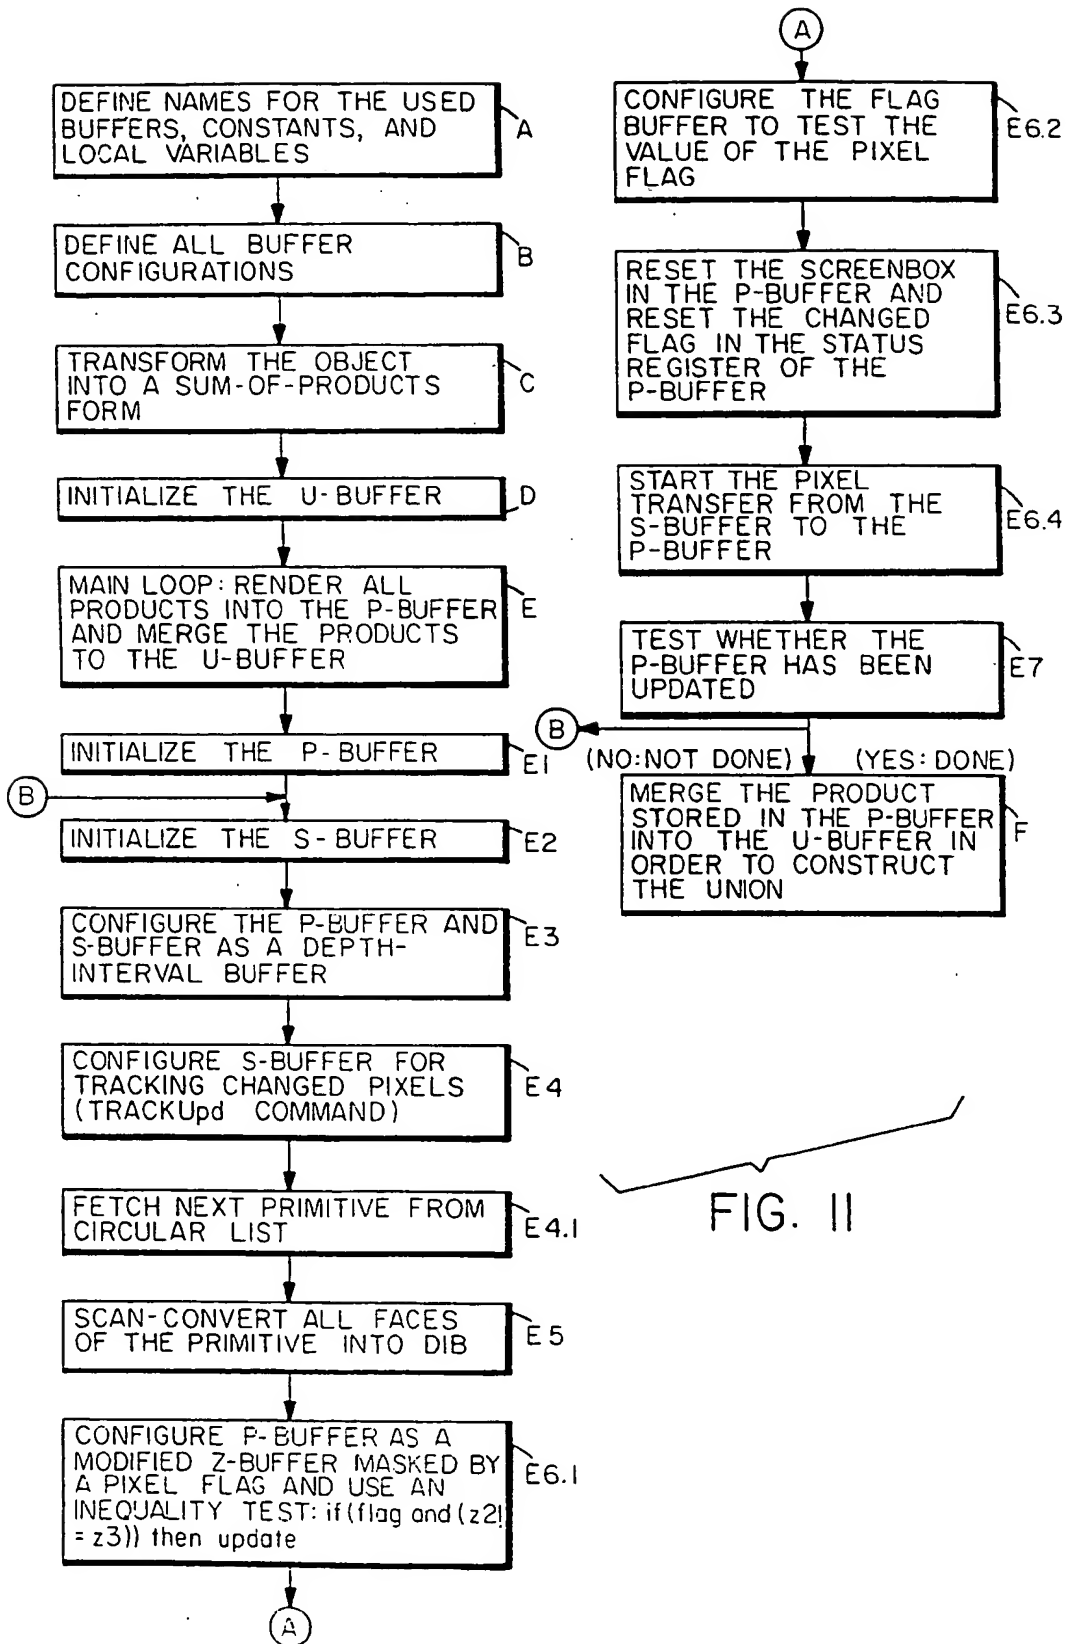 DEFINE NAMES FOR THE USED
BUFFERS, CONSTANTS, AND
LOCAL VARIABLES
A
DEFINE ALL BUFFER
CONFIGURATIONS
B
TRANSFORM THE OBJECT
INTO A SUM-OF-PRODUCTS
FORM
C
INITIALIZE THE U-BUFFER
D
MAIN LOOP: RENDER ALL
PRODUCTS INTO THE P-BUFFER
AND MERGE THE PRODUCTS
TO THE U-BUFFER
E
INITIALIZE THE P-BUFFER
E1
B
INITIALIZE THE S-BUFFER
E2
CONFIGURE THE P-BUFFER AND
S-BUFFER AS A DEPTH-
INTERVAL BUFFER
E3
CONFIGURE S-BUFFER FOR
TRACKING CHANGED PIXELS
(TRACKUpd COMMAND)
E4
FETCH NEXT PRIMITIVE FROM
CIRCULAR LIST
E4.1
SCAN-CONVERT ALL FACES
OF THE PRIMITIVE INTO DIB
E5
CONFIGURE P-BUFFER AS A
MODIFIED Z-BUFFER MASKED BY
A PIXEL FLAG AND USE AN
INEQUALITY TEST: if (flag and (z2!
= z3)) then update
E6.1
A
A
CONFIGURE THE FLAG
BUFFER TO TEST THE
VALUE OF THE PIXEL
FLAG
E6.2
RESET THE SCREENBOX
IN THE P-BUFFER AND
RESET THE CHANGED
FLAG IN THE STATUS
REGISTER OF THE
P-BUFFER
E6.3
START THE PIXEL
TRANSFER FROM THE
S-BUFFER TO THE
P-BUFFER
E6.4
TEST WHETHER THE
P-BUFFER HAS BEEN
UPDATED
E7
B
(NO: NOT DONE) (YES: DONE)
MERGE THE PRODUCT
STORED IN THE P-BUFFER
INTO THE U-BUFFER IN
ORDER TO CONSTRUCT
THE UNION
F
FIG. 11